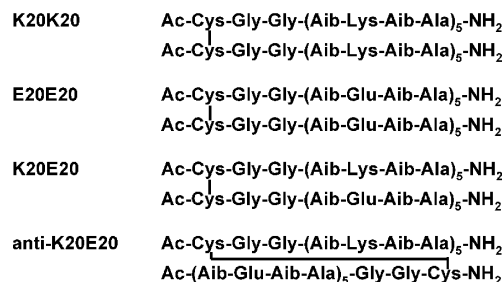 K20K20 Ac-Cys-Gly-Gly-(Aib-Lys-Aib-Ala)5-NH2
Ac-Cys-Gly-Gly-(Aib-Lys-Aib-Ala)5-NH2
E20E20 Ac-Cys-Gly-Gly-(Aib-Glu-Aib-Ala)5-NH2
Ac-Cys-Gly-Gly-(Aib-Glu-Aib-Ala)5-NH2
K20E20 Ac-Cys-Gly-Gly-(Aib-Lys-Aib-Ala)5-NH2
Ac-Cys-Gly-Gly-(Aib-Glu-Aib-Ala)5-NH2
anti-K20E20 Ac-Cys-Gly-Gly-(Aib-Lys-Aib-Ala)5-NH2
Ac-(Aib-Glu-Aib-Ala)5-Gly-Gly-Cys-NH2